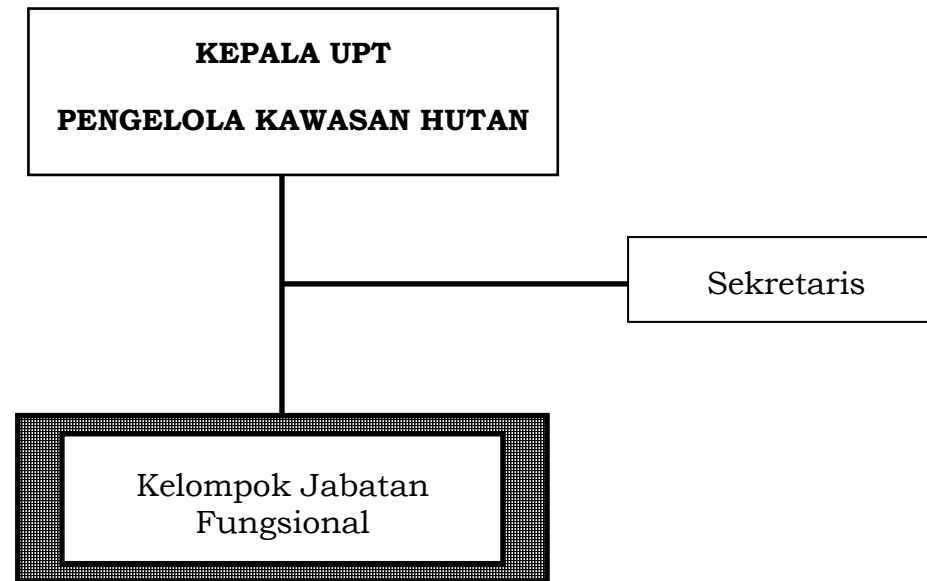 KEPALA UPT
PENGELOLA KAWASAN HUTAN
Sekretaris
Kelompok Jabatan
Fungsional